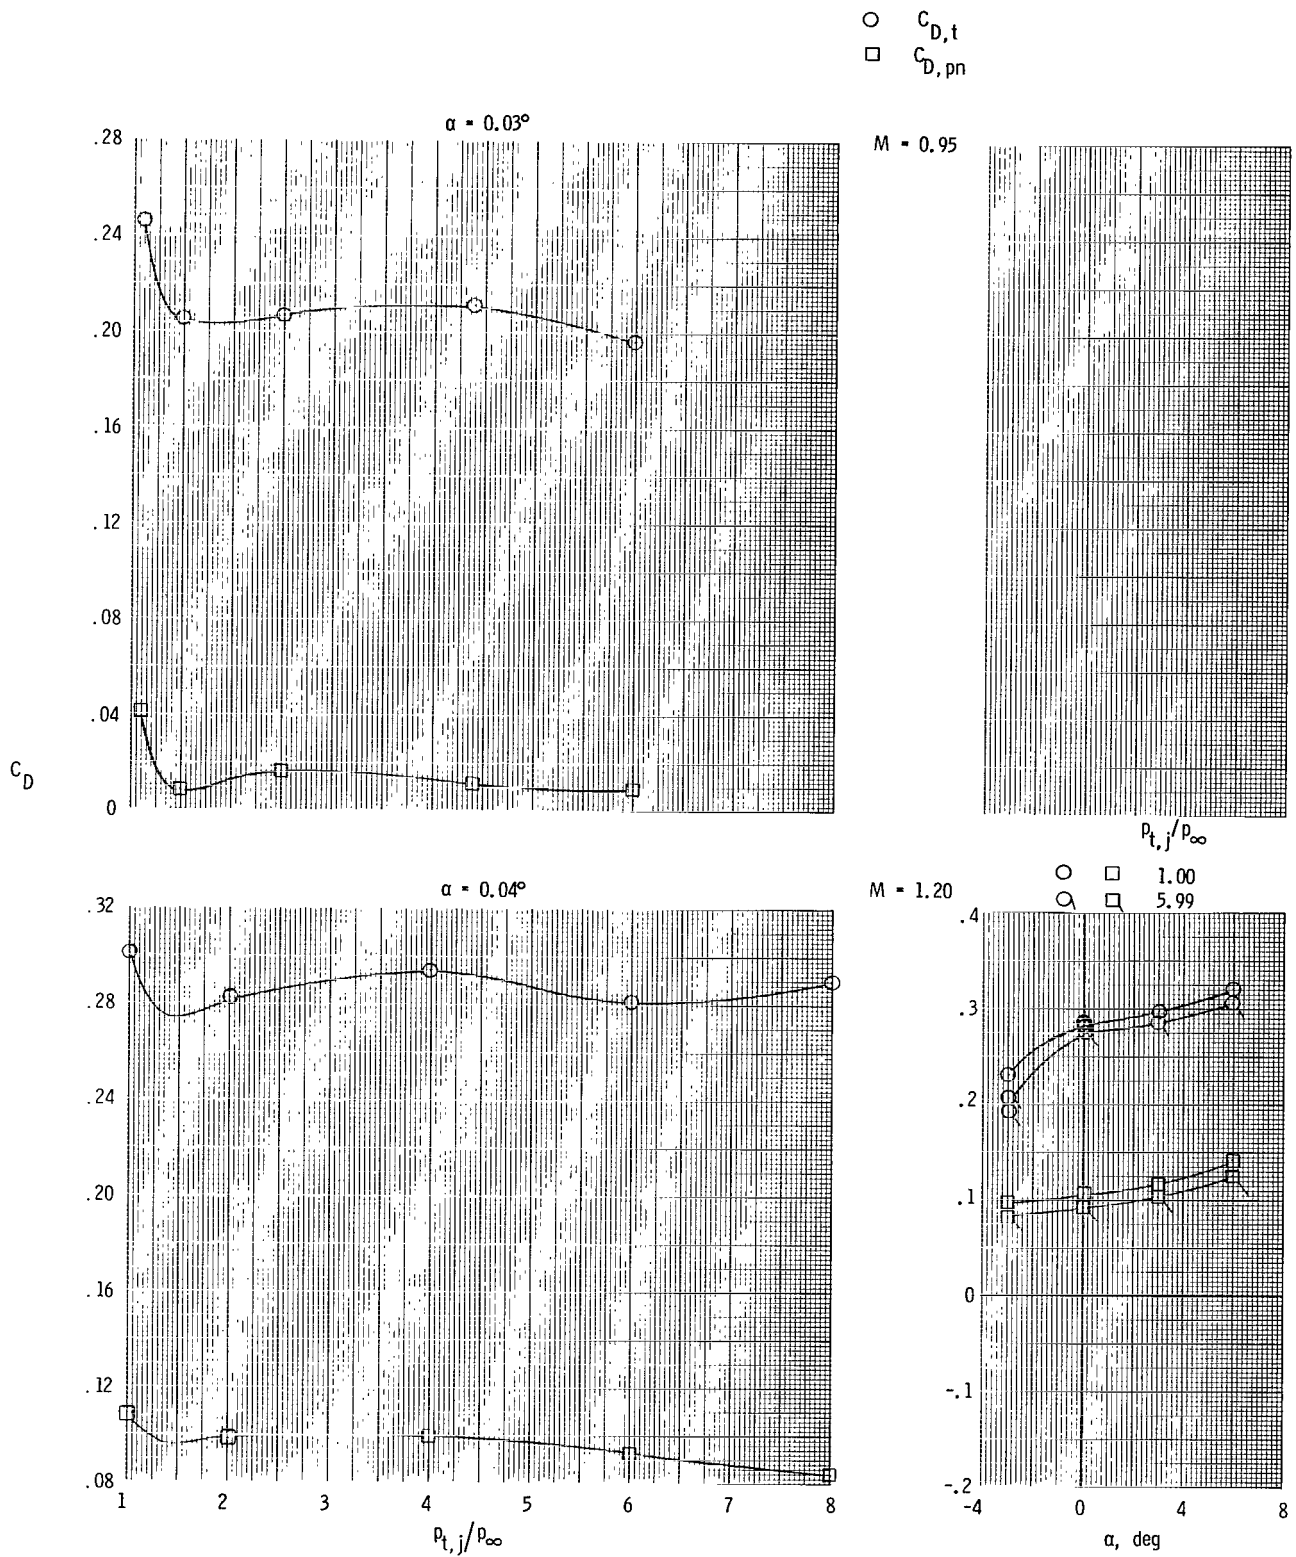 C_D,t
C_D,pn
α = 0.03°
M = 0.95
.28
.24
.20
.16
.12
.08
.04
0
C_D
p_t,j/p_∞
1.00
5.99
α = 0.04°
M = 1.20
.32
.28
.24
.20
.16
.12
.08
1 2 3 4 5 6 7 8
p_t,j/p_∞
.4
.3
.2
.1
0
-.1
-.2
-4 0 4 8
α, deg